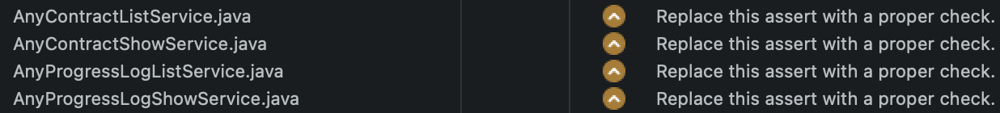 AnyContractListService.java Replace this assert with a proper check.
AnyContractShowService.java Replace this assert with a proper check.
AnyProgressLogListService.java Replace this assert with a proper check.
AnyProgressLogShowService.java Replace this assert with a proper check.